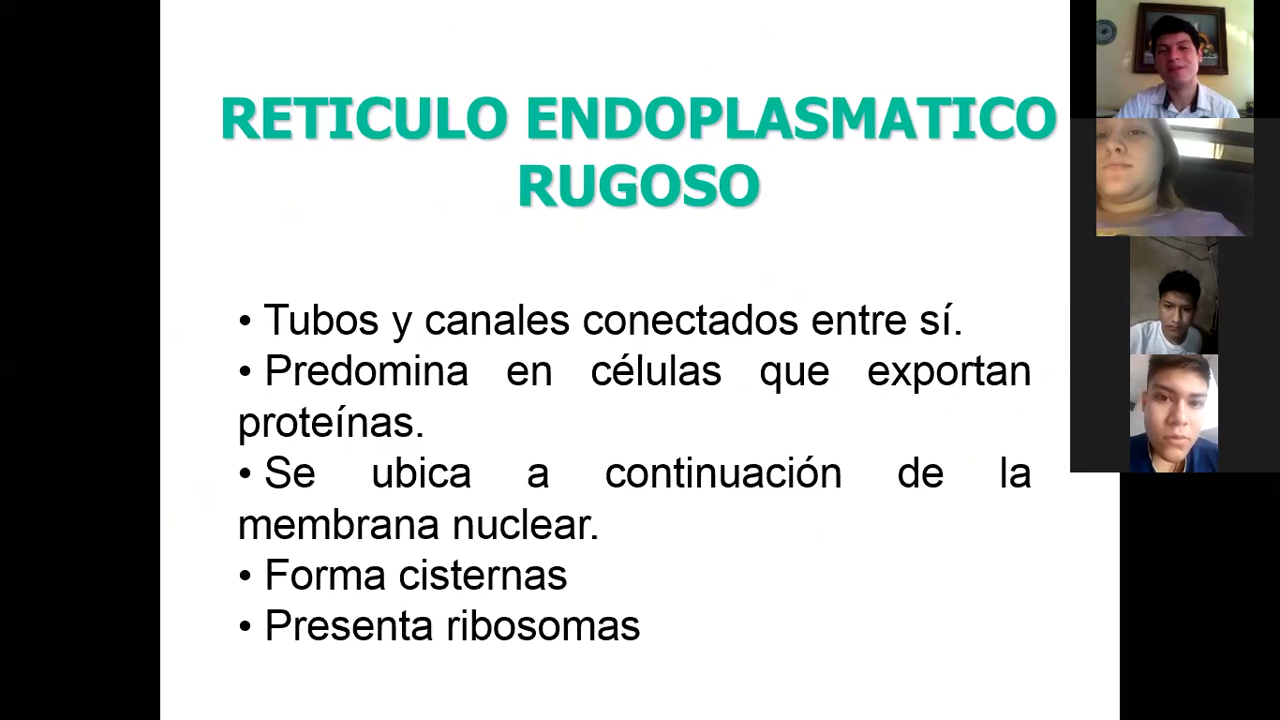 RETICULO ENDOPLASMATICO
RUGOSO
• Tubos y canales conectados entre sí.
• Predomina en células que exportan
proteínas.
• Se ubica a continuación de la
membrana nuclear.
• Forma cisternas
• Presenta ribosomas